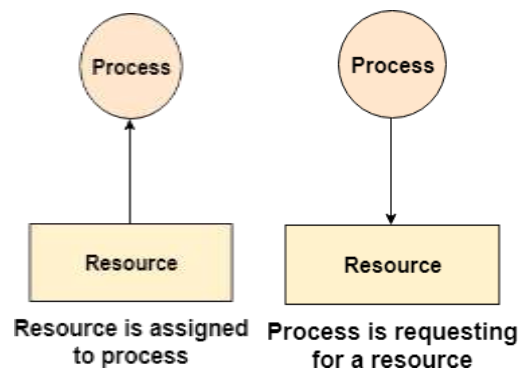 Process
Process
Resource
Resource
Resource is assigned
to process
Process is requesting
for a resource